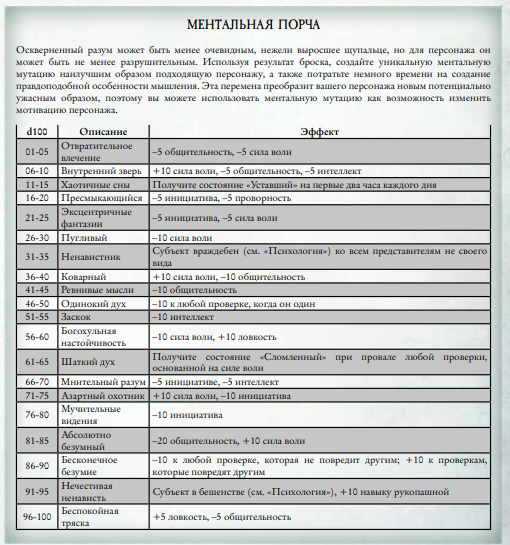 МЕНТАЛЬНАЯ ПОРЧА
Оскверненный разум может быть менее очевидным, нежели выросшее щупальце, но для персонажа он
может быть не менее разрушительным. Используя результат броска, создайте уникальную ментальную
мутацию наилучшим образом подходящую персонажу, а также потратьте немного времени на создание
правдоподобной особенности мышления. Эта перемена преобразит вашего персонажа новым потенциально
ужасным образом, поэтому вы можете использовать ментальную мутацию как возможность изменить
мотивацию персонажа.
d100 Описание Эффект
01-05 Отвратительное влечение –5 общительность, –5 сила воли
06-10 Внутренний зверь +10 сила воли, –5 общительность, –5 интеллект
11-15 Хаотичные сны Получите состояние «Уставший» на первые два часа каждого дня
16-20 Пресмыкающийся –5 инициатива, –5 проворность
21-25 Эксцентричные фантазии –5 инициатива, –5 сила воли
26-30 Пугливый –10 сила воли
31-35 Ненавистник Субъект враждебен (см. «Психология») ко всем представителям не своего вида
36-40 Коварный +10 сила воли, –10 общительность
41-45 Ревнивые мысли –10 общительность
46-50 Одинокий дух –10 к любой проверке, когда он один
51-55 Заскок –10 интеллект
56-60 Богохульная настойчивость –10 сила воли, +10 ловкость
61-65 Шаткий дух Получите состояние «Сломленный» при провале любой проверки, основанной на силе воли
66-70 Мнительный разум –5 инициативе, –5 интеллект
71-75 Азартный охотник +10 сила воли, –10 инициатива
76-80 Мучительные видения –10 инициатива
81-85 Абсолютно безумный –20 общительность, +10 сила воли
86-90 Бесконечное безумие –10 к любой проверке, которая не повредит другим; +10 к проверкам, которые повредят другим
91-95 Нечестивая ненависть Субъект в бешенстве (см. «Психология»), +10 навыку рукопашной
96-100 Беспокойная тряска +5 ловкость, –5 общительность